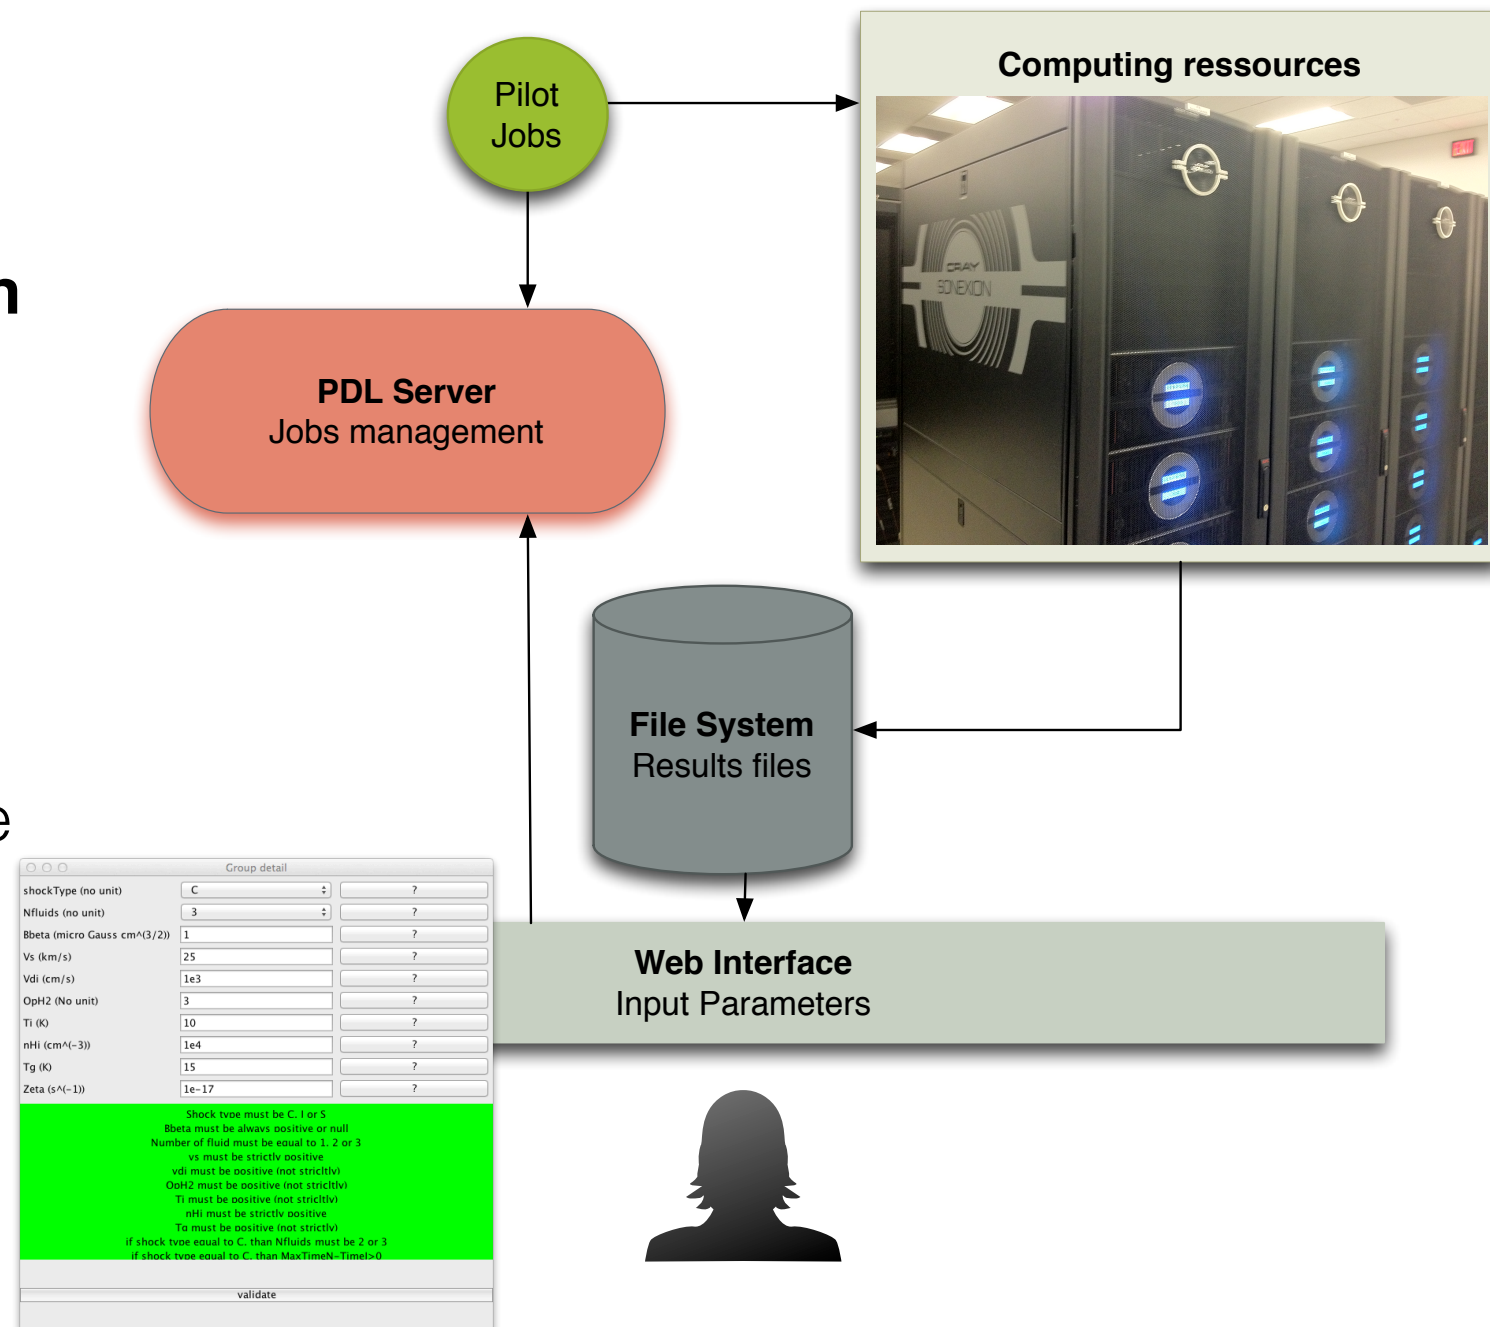 Pilot
Jobs
Computing ressources
CRAY
SONEXION
n
PDL Server
Jobs management
File System
Results files
e
Group detail
shockType (no unit) C ?
Nfluids (no unit) 3 ?
Bbeta (micro Gauss cm^(3/2)) 1 ?
Vs (km/s) 25 ?
Vdi (cm/s) 1e3 ?
OpH2 (No unit) 3 ?
Ti (K) 10 ?
nHi (cm^(-3)) 1e4 ?
Tg (K) 15 ?
Zeta (s^(-1)) 1e-17 ?
Shock type must be C, J or S
Bbeta must be always positive or null
Number of fluid must be equal to 1, 2 or 3
vs must be strictly positive
vdi must be positive (not stricltly)
OpH2 must be positive (not stricltly)
Ti must be positive (not stricltly)
nHi must be strictly positive
Tg must be positive (not strictly)
if shock type equal to C, than Nfluids must be 2 or 3
if shock type equal to C, than MaxTimeN-TimeJ>0
validate
Web Interface
Input Parameters